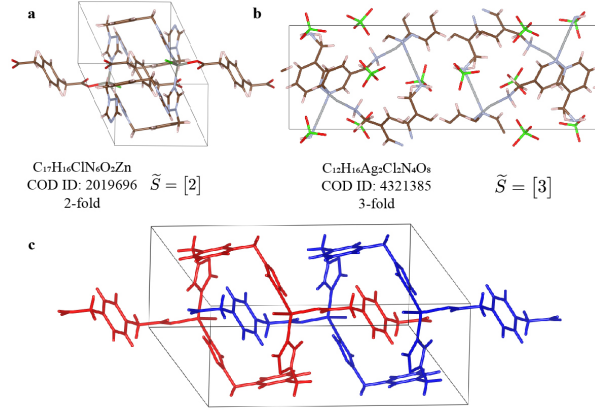 a
C₁₇H₁₆ClN₆O₂Zn
COD ID: 2019696
2-fold
S̃ = [2]
b
C₁₂H₁₆Ag₂Cl₂N₄O₈
COD ID: 4321385
3-fold
S̃ = [3]
c